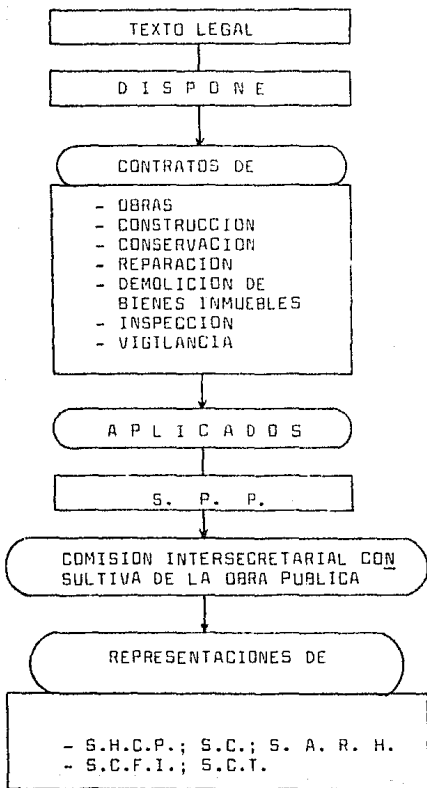 TEXTO LEGAL
D I S P O N E
CONTRATOS DE
- OBRAS
- CONSTRUCCION
- CONSERVACION
- REPARACION
- DEMOLICION DE
BIENES INMUEBLES
- INSPECCION
- VIGILANCIA
A P L I C A D O S
S. P. P.
COMISION INTERSECRETARIAL CON
SULTIVA DE LA OBRA PUBLICA
REPRESENTACIONES DE
- S.H.C.P.; S.C.; S. A. R. H.
- S.C.F.I.; S.C.T.